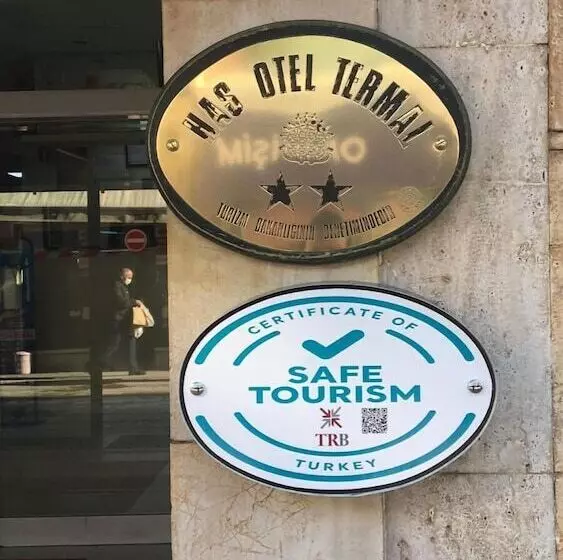 HAS OTEL TERMAL
TURİZM BAKANLIĞININ DENETİMİNDEDİR
CERTIFICATE OF
SAFE
TOURISM
TRB
TURKEY